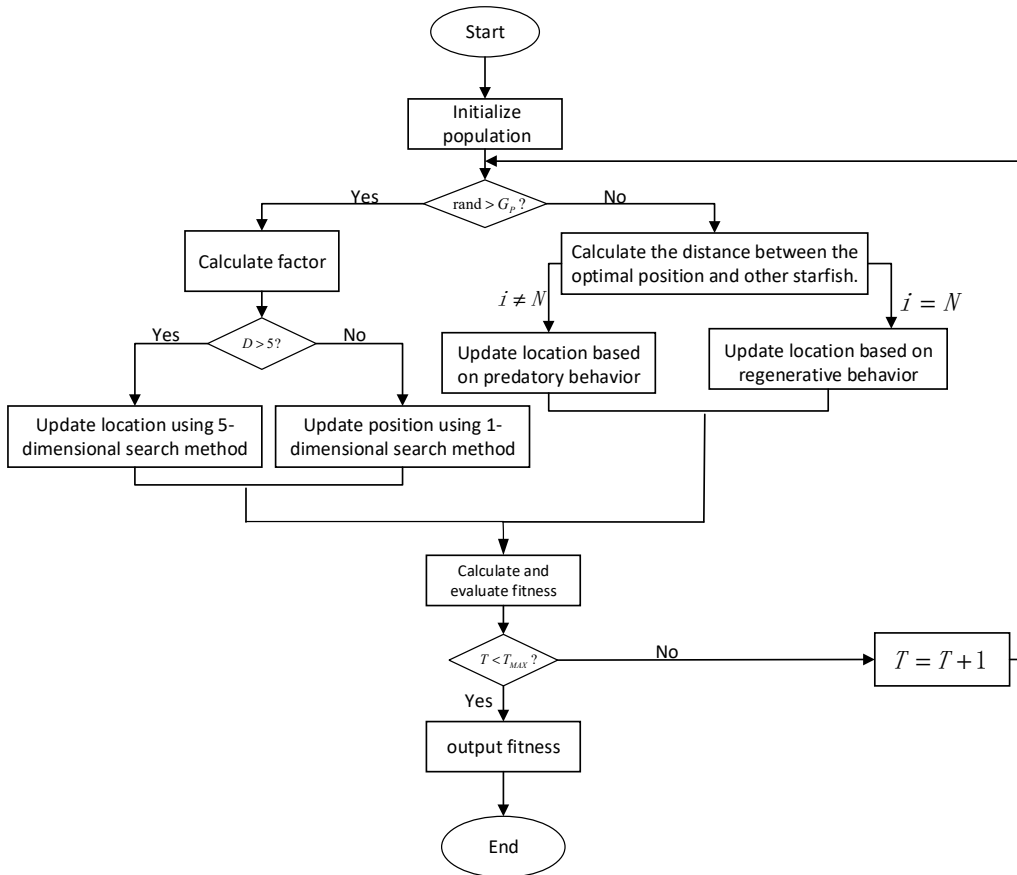 Start
Initialize
population
Yes
rand > G_P ?
No
Calculate factor
Calculate the distance between the
optimal position and other starfish.
i ≠ N
i = N
Yes
D > 5?
No
Update location based
on predatory behavior
Update location based on
regenerative behavior
Update location using 5-
dimensional search method
Update position using 1-
dimensional search method
Calculate and
evaluate fitness
T < T_MAX ?
No
T = T + 1
Yes
output fitness
End